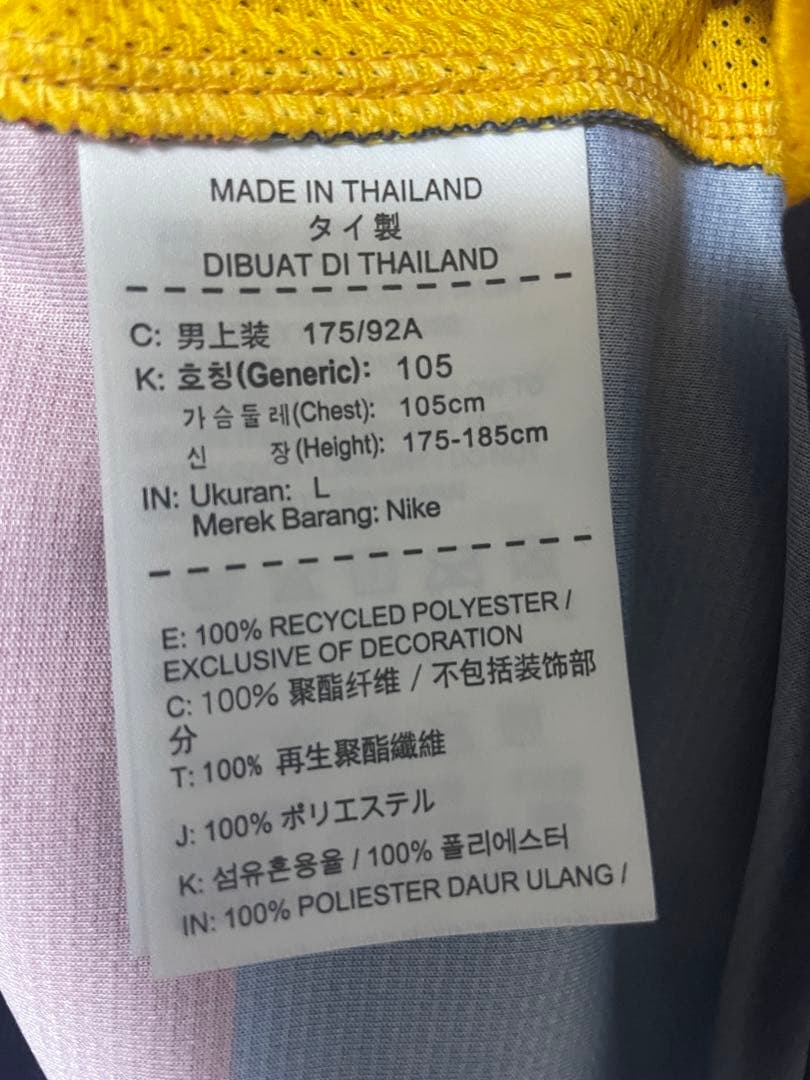 MADE IN THAILAND
タイ製
DIBUAT DI THAILAND
C: 男上装 175/92A
K: 호칭(Generic): 105
가슴둘레(Chest): 105cm
신 장(Height): 175-185cm
IN: Ukuran: L
Merek Barang: Nike
E: 100% RECYCLED POLYESTER /
EXCLUSIVE OF DECORATION
C: 100% 聚酯纤维 / 不包括装饰部
分
T: 100% 再生聚酯纖維
J: 100% ポリエステル
K: 섬유혼용율 / 100% 폴리에스터
IN: 100% POLIESTER DAUR ULANG /